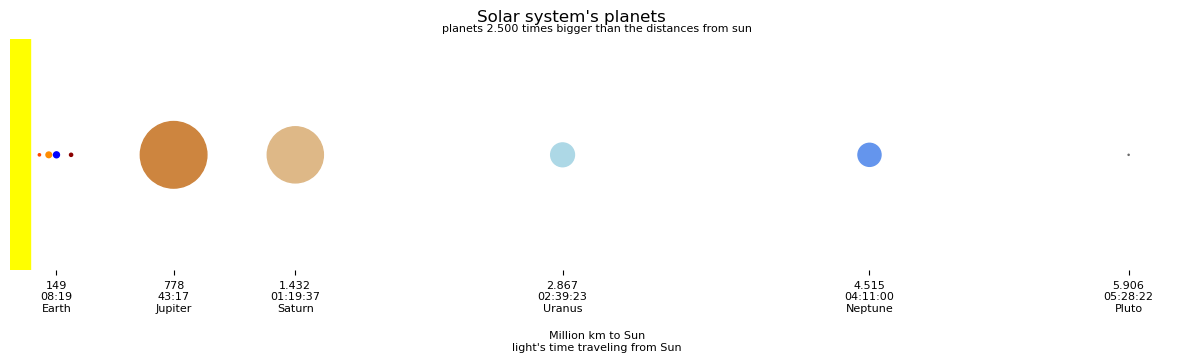 Solar system's planets
planets 2.500 times bigger than the distances from sun
149
08:19
Earth
778
43:17
Jupiter
1.432
01:19:37
Saturn
2.867
02:39:23
Uranus
4.515
04:11:00
Neptune
5.906
05:28:22
Pluto
Million km to Sun
light's time traveling from Sun